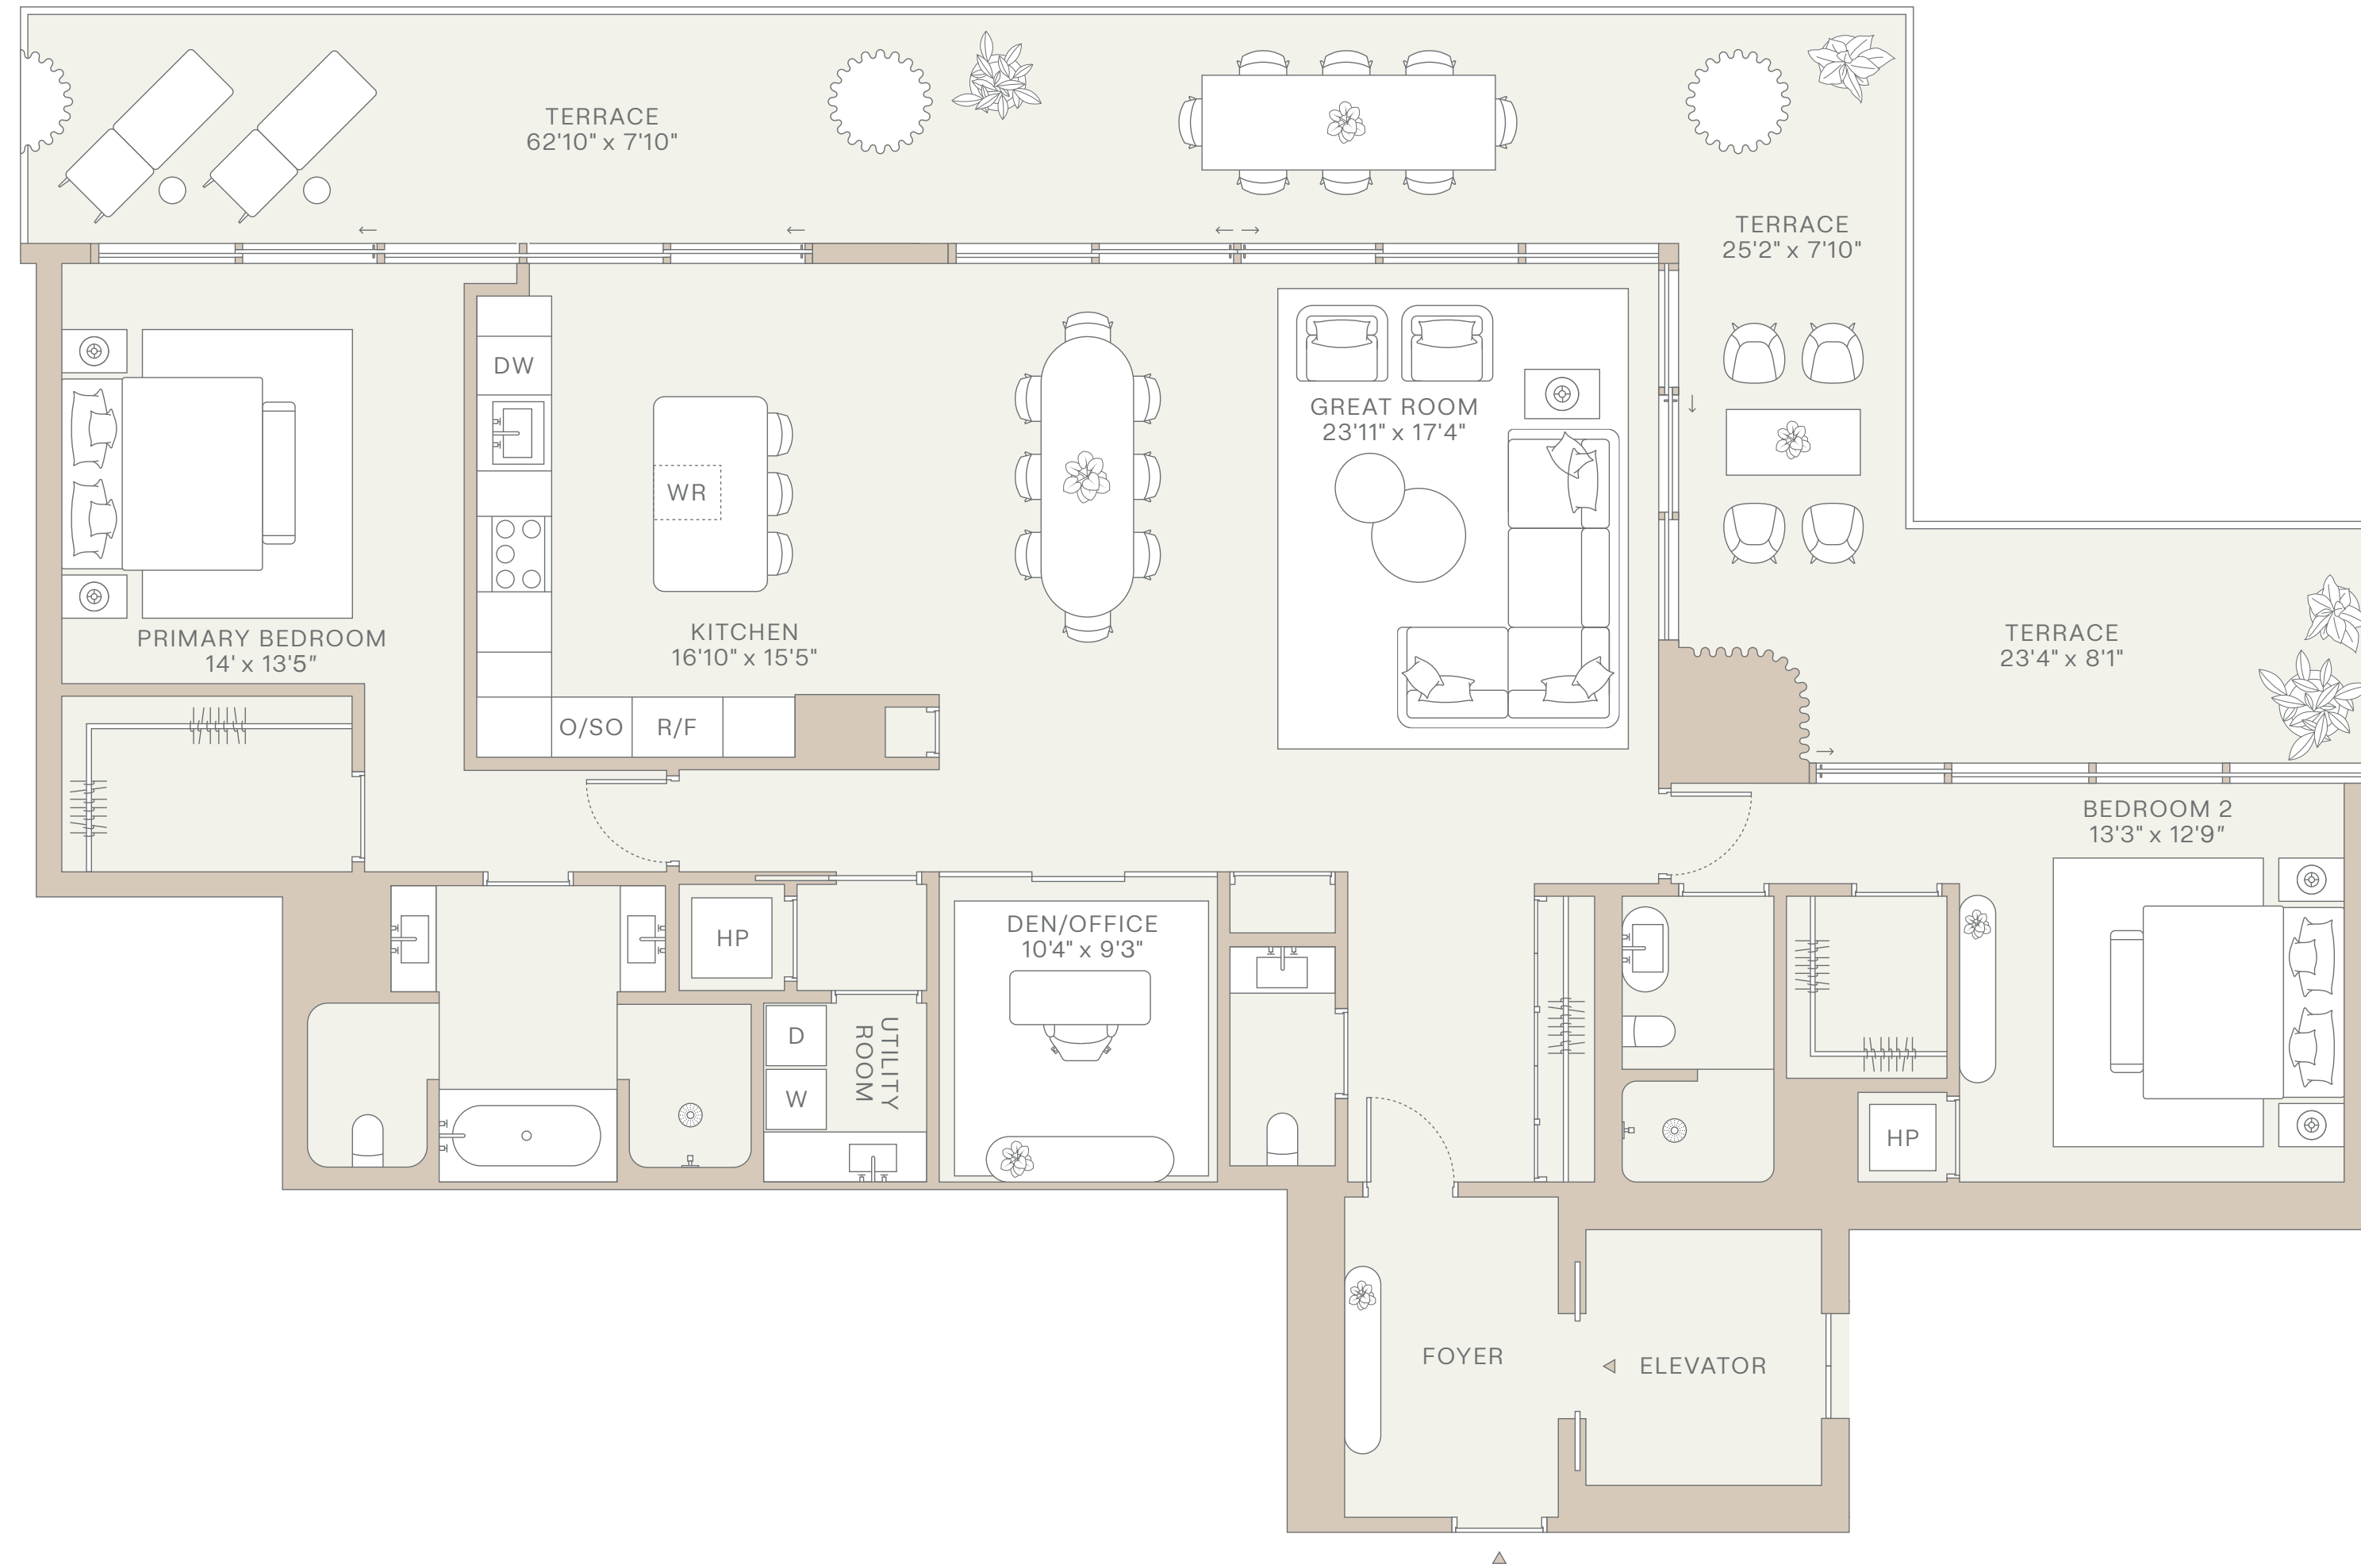 TERRACE
62'10" x 7'10"
TERRACE
25'2" x 7'10"
DW
GREAT ROOM
23'11" x 17'4"
WR
PRIMARY BEDROOM
14' x 13'5″
KITCHEN
16'10" x 15'5"
TERRACE
23'4" x 8'1"
O/SO
R/F
BEDROOM 2
13'3" x 12'9″
HP
DEN/OFFICE
10'4" x 9'3"
D
W
UTILITY
ROOM
HP
FOYER
ELEVATOR